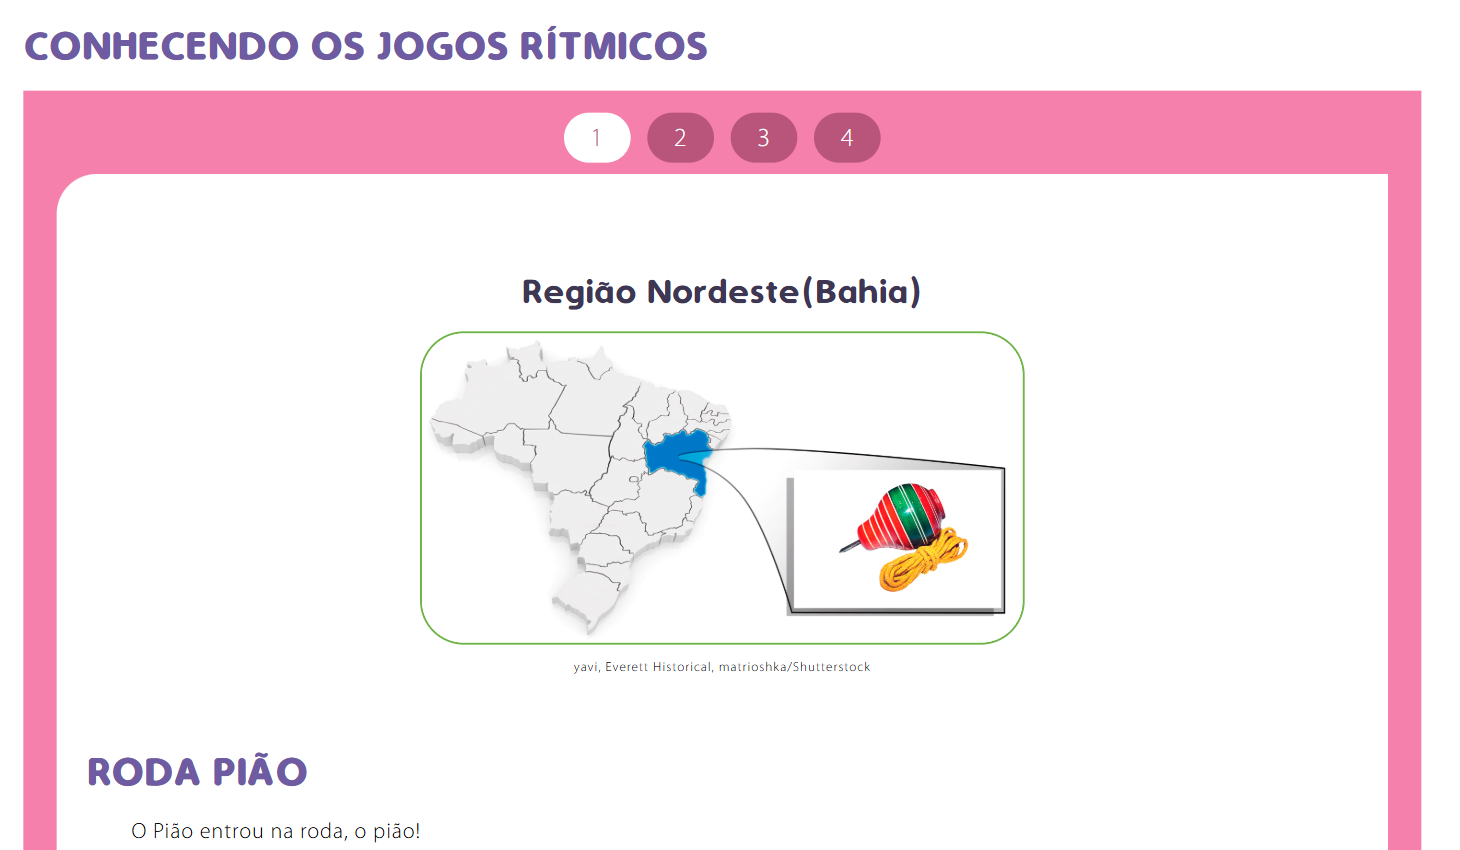 CONHECENDO OS JOGOS RÍTMICOS
1 2 3 4
Região Nordeste(Bahia)
yavi, Everett Historical, matrioshka/Shutterstock
RODA PIÃO
O Pião entrou na roda, o pião!